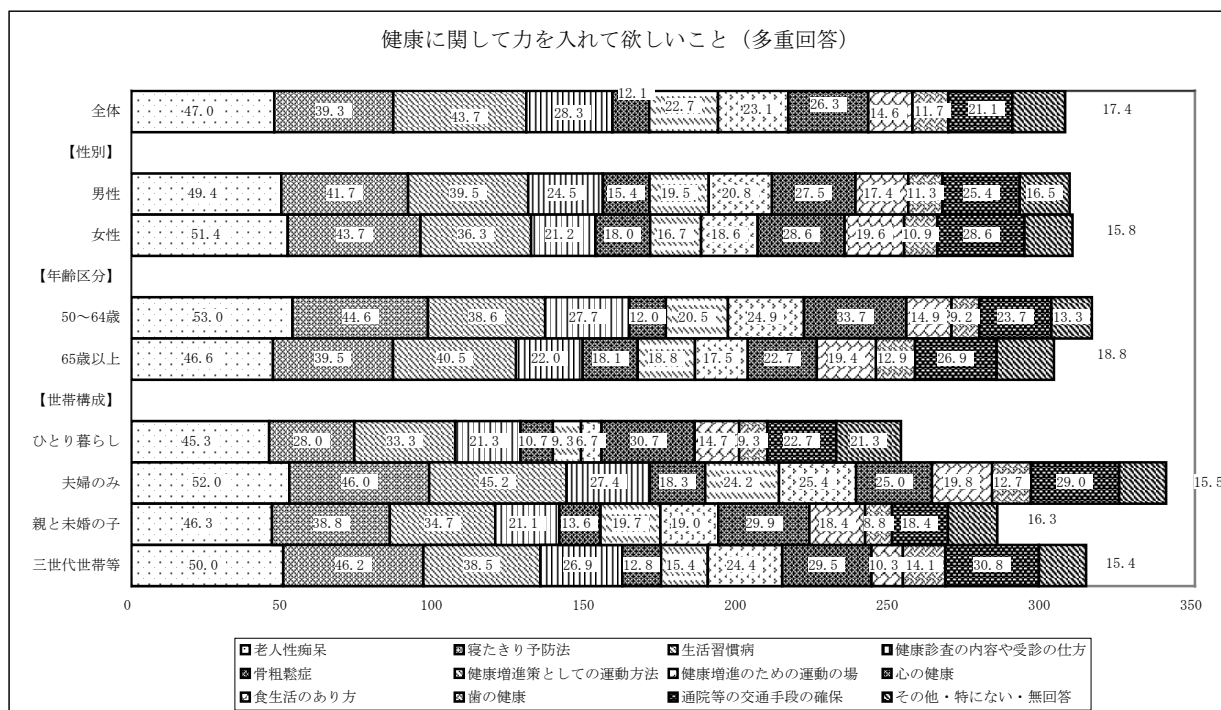 健康に関して力を入れて欲しいこと（多重回答）
全体 47.0 39.3 43.7 28.3 12.1 22.7 23.1 26.3 14.6 11.7 21.1 17.4
【性別】
男性 49.4 41.7 39.5 24.5 15.4 19.5 20.8 27.5 17.4 11.3 25.4 16.5
女性 51.4 43.7 36.3 21.2 18.0 16.7 18.6 28.6 19.6 10.9 28.6 15.8
【年齢区分】
50～64歳 53.0 44.6 38.6 27.7 12.0 20.5 24.9 33.7 14.9 9.2 23.7 13.3
65歳以上 46.6 39.5 40.5 22.0 18.1 18.8 17.5 22.7 19.4 12.9 26.9 18.8
【世帯構成】
ひとり暮らし 45.3 28.0 33.3 21.3 10.7 9.3 6.7 30.7 14.7 9.3 22.7 21.3
夫婦のみ 52.0 46.0 45.2 27.4 18.3 24.2 25.4 25.0 19.8 12.7 29.0 15.5
親と未婚の子 46.3 38.8 34.7 21.1 13.6 19.7 19.0 29.9 18.4 8.8 18.4 16.3
三世代世帯等 50.0 46.2 38.5 26.9 12.8 15.4 24.4 29.5 10.3 14.1 30.8 15.4
0 50 100 150 200 250 300 350
老人性痴呆 寝たきり予防法 生活習慣病 健康診査の内容や受診の仕方
骨粗鬆症 健康増進策としての運動方法 健康増進のための運動の場 心の健康
食生活のあり方 歯の健康 通院等の交通手段の確保 その他・特にない・無回答